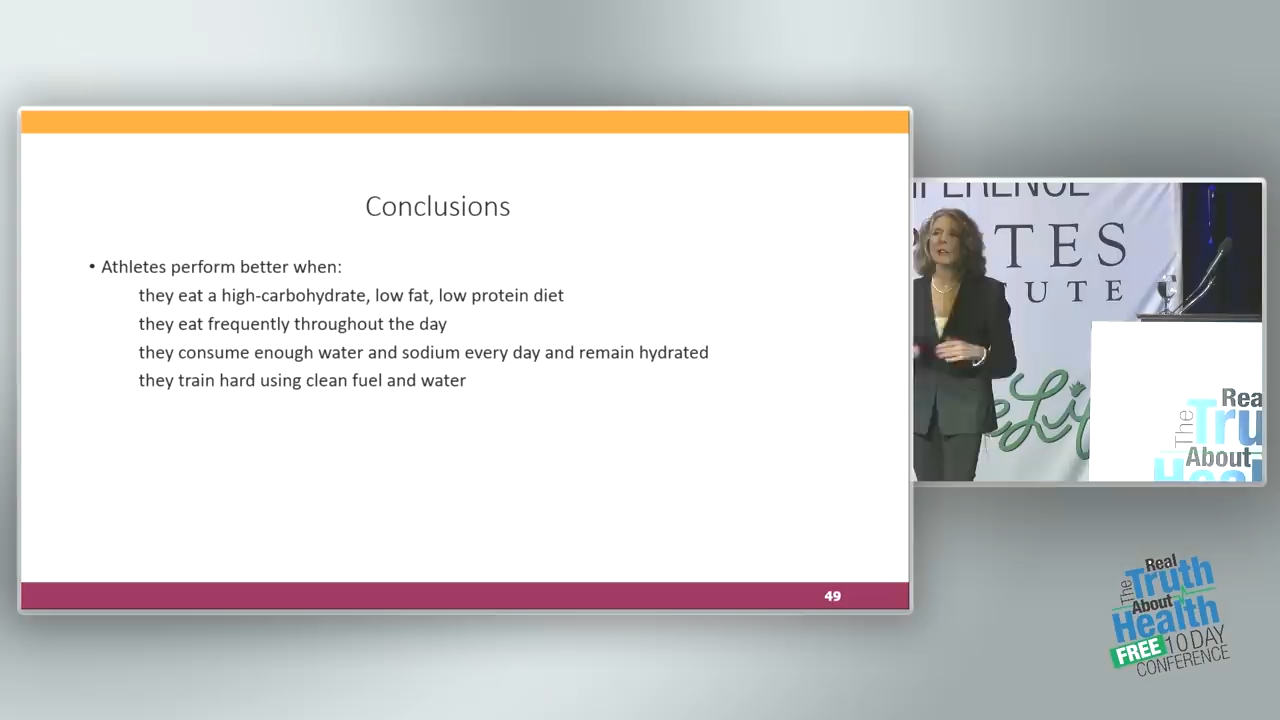 Conclusions
• Athletes perform better when:
they eat a high-carbohydrate, low fat, low protein diet
they eat frequently throughout the day
they consume enough water and sodium every day and remain hydrated
they train hard using clean fuel and water
49
TES
UTE
The
Real
Truth
About
Health
FREE 10 DAY
CONFERENCE